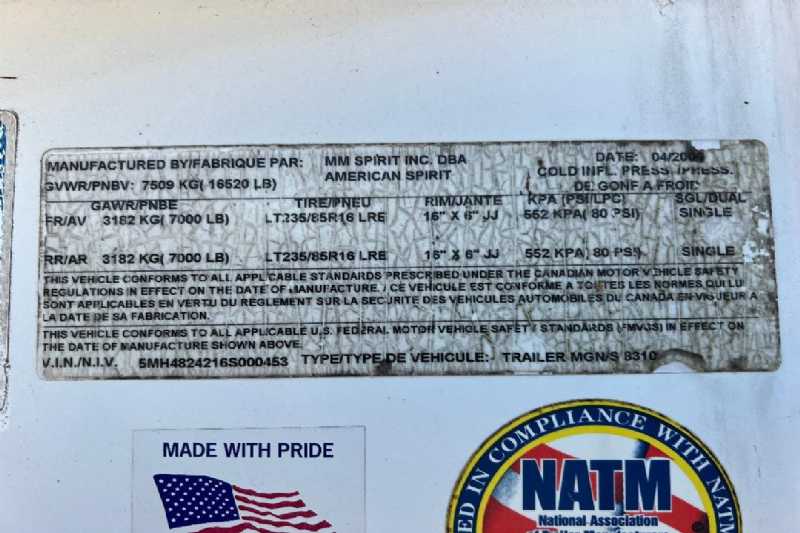 MANUFACTURED BY/FABRIQUE PAR: MM SPIRIT INC. DBA DATE: 04/200
GVWR/PNBV: 7509 KG( 16520 LB) AMERICAN SPIRIT COLD INFL. PRESS. /PRESS.
DE GONF A FROID
GAWR/PNBE TIRE/PNEU RIM/JANTE KPA (PSI/LPC) SGL/DUAL
FR/AV 3182 KG( 7000 LB) LT235/85R16 LRE 16" X 6" JJ 552 KPA( 80 PSI) SINGLE
RR/AR 3182 KG( 7000 LB) LT235/85R16 LRE 16" X 6" JJ 552 KPA( 80 PSI) SINGLE
THIS VEHICLE CONFORMS TO ALL APPLICABLE STANDARDS PRESCRIBED UNDER THE CANADIAN MOTOR VEHICLE SAFETY
REGULATIONS IN EFFECT ON THE DATE OF MANUFACTURE. / CE VEHICULE EST CONFORME A TOUTES LES NORMES QUI LUI
SONT APPLICABLES EN VERTU DU REGLEMENT SUR LA SECURITE DES VEHICULES AUTOMOBILES DU CANADA EN VIGUEUR A
LA DATE DE SA FABRICATION.
THIS VEHICLE CONFORMS TO ALL APPLICABLE U.S. FEDERAL MOTOR VEHICLE SAFETY STANDARDS (FMVSS) IN EFFECT ON
THE DATE OF MANUFACTURE SHOWN ABOVE.
V.I.N./N.I.V. 5MH4824216S000453 TYPE/TYPE DE VEHICULE:- TRAILER MGN/S 8310
MADE WITH PRIDE
IN COMPLIANCE WITH NATM
NATM
National Association